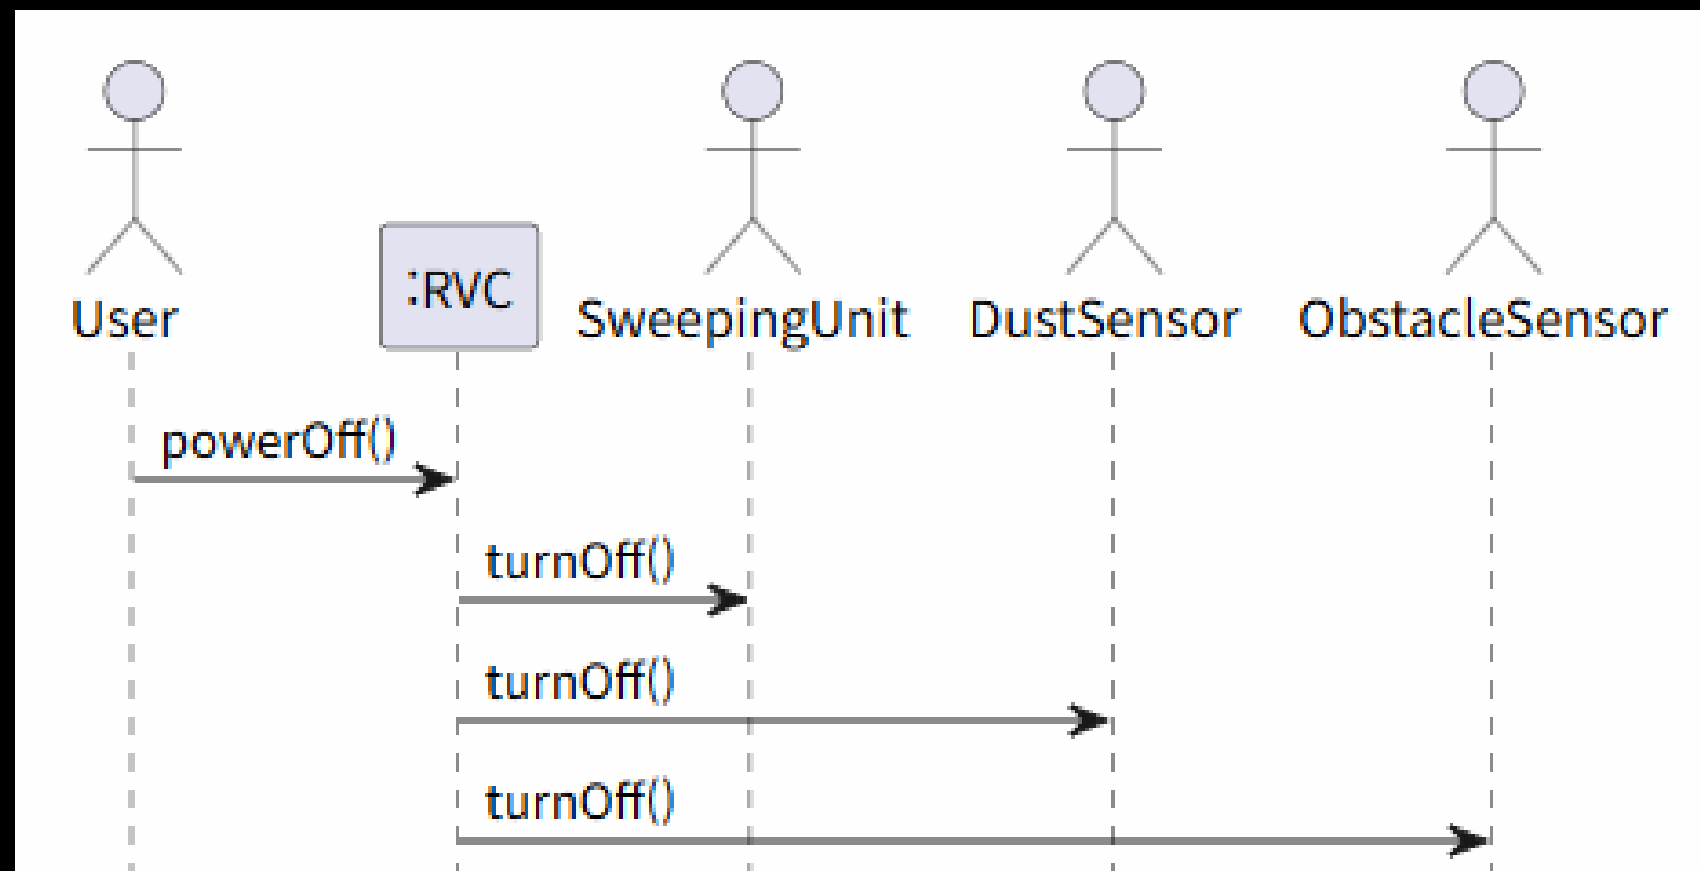 User
:RVC
SweepingUnit
DustSensor
ObstacleSensor
powerOff()
turnOff()
turnOff()
turnOff()